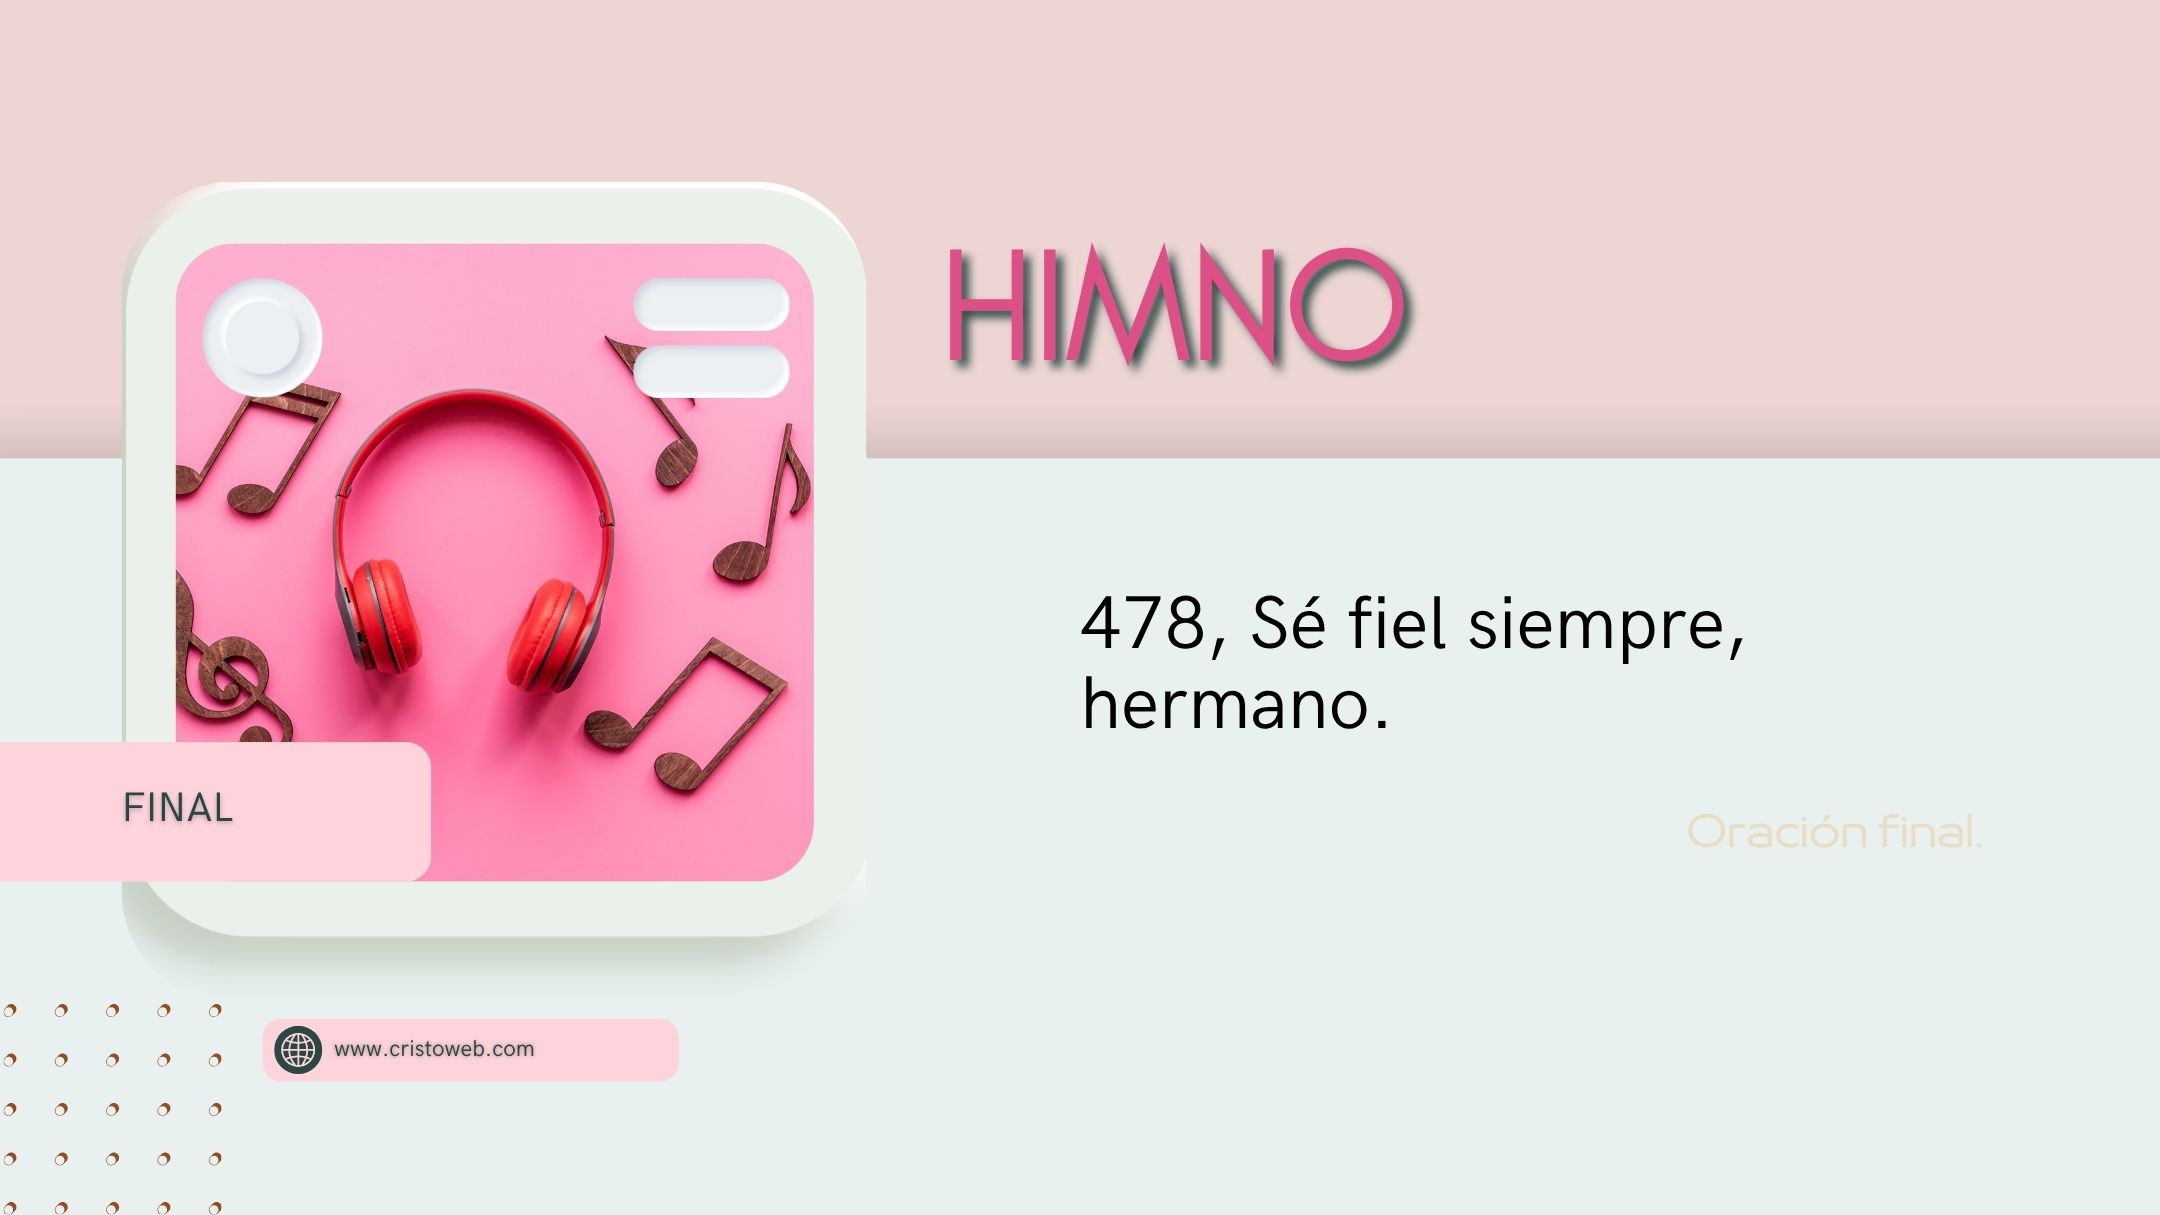 HIMNO
478, Sé fiel siempre,
hermano.
FINAL
Oración final.
www.cristoweb.com